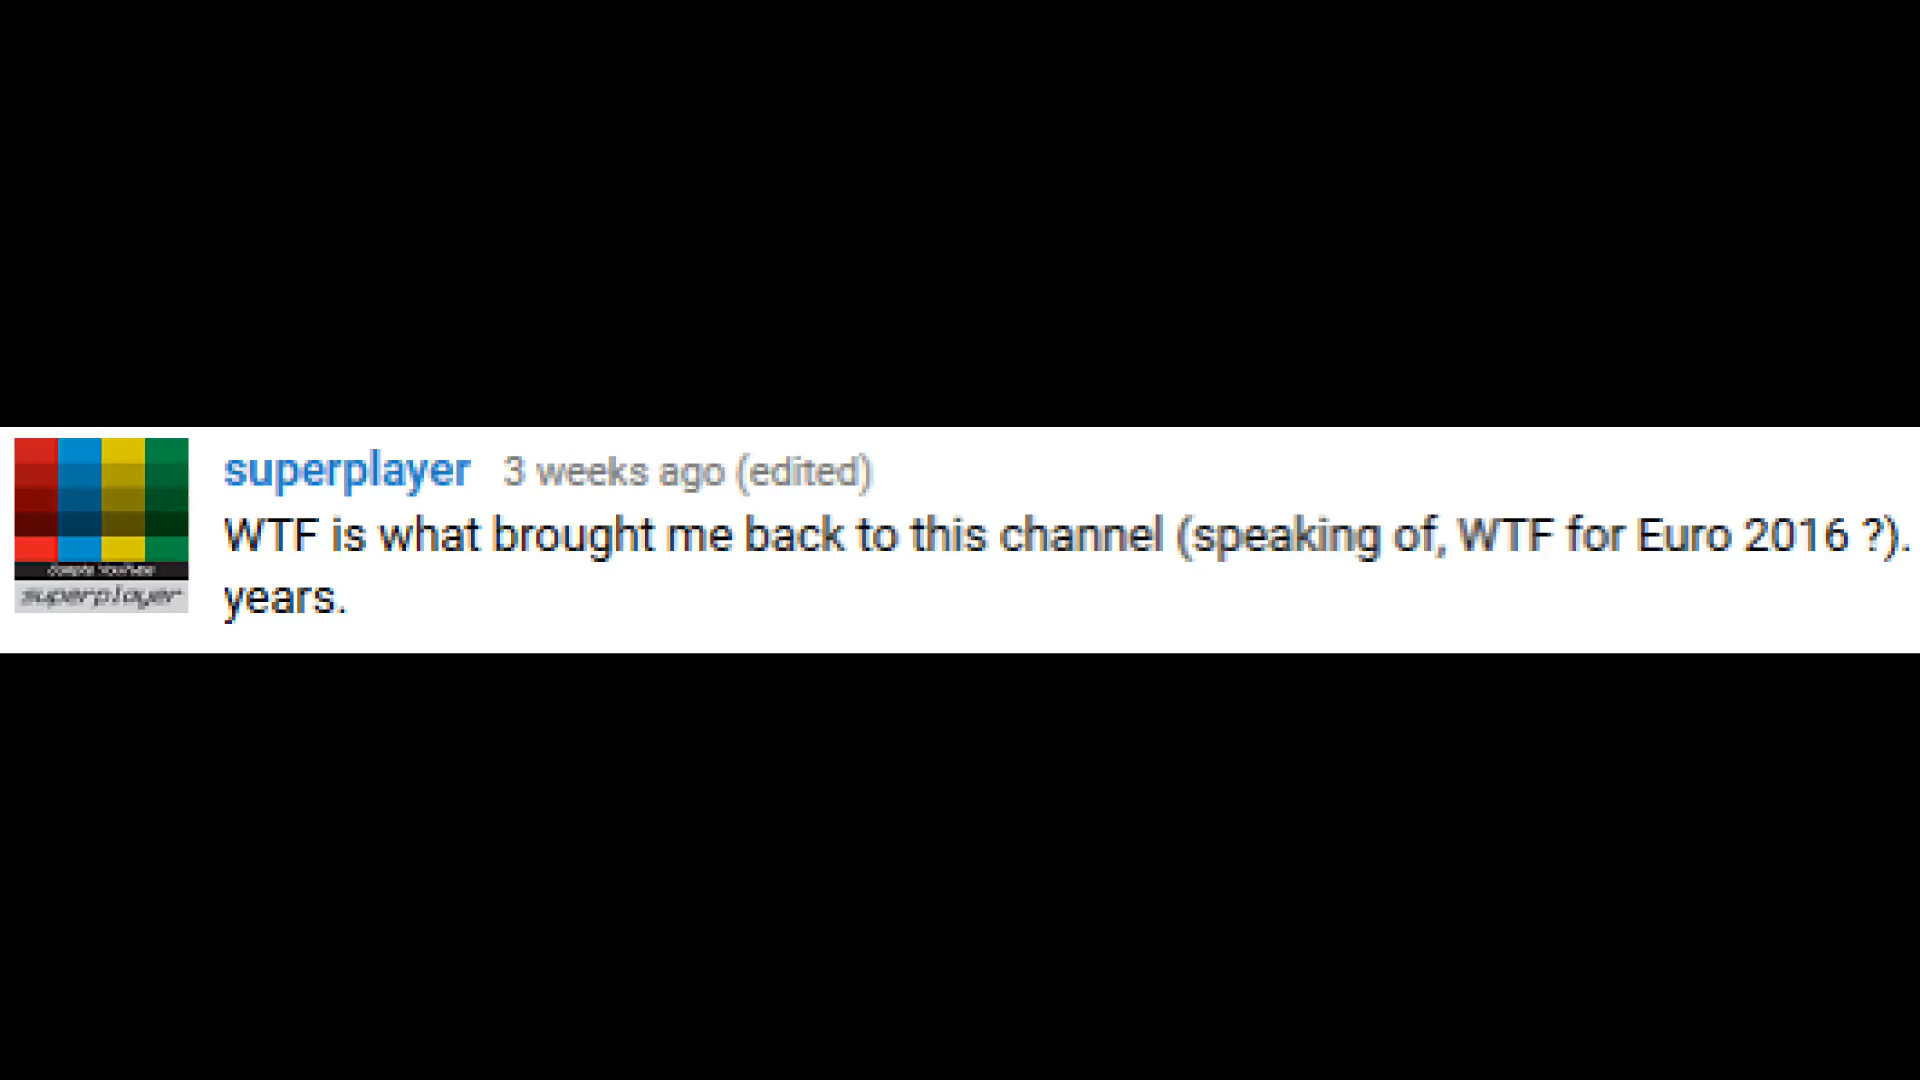 superplayer 3 weeks ago (edited)
WTF is what brought me back to this channel (speaking of, WTF for Euro 2016 ?).
years.
superplayer